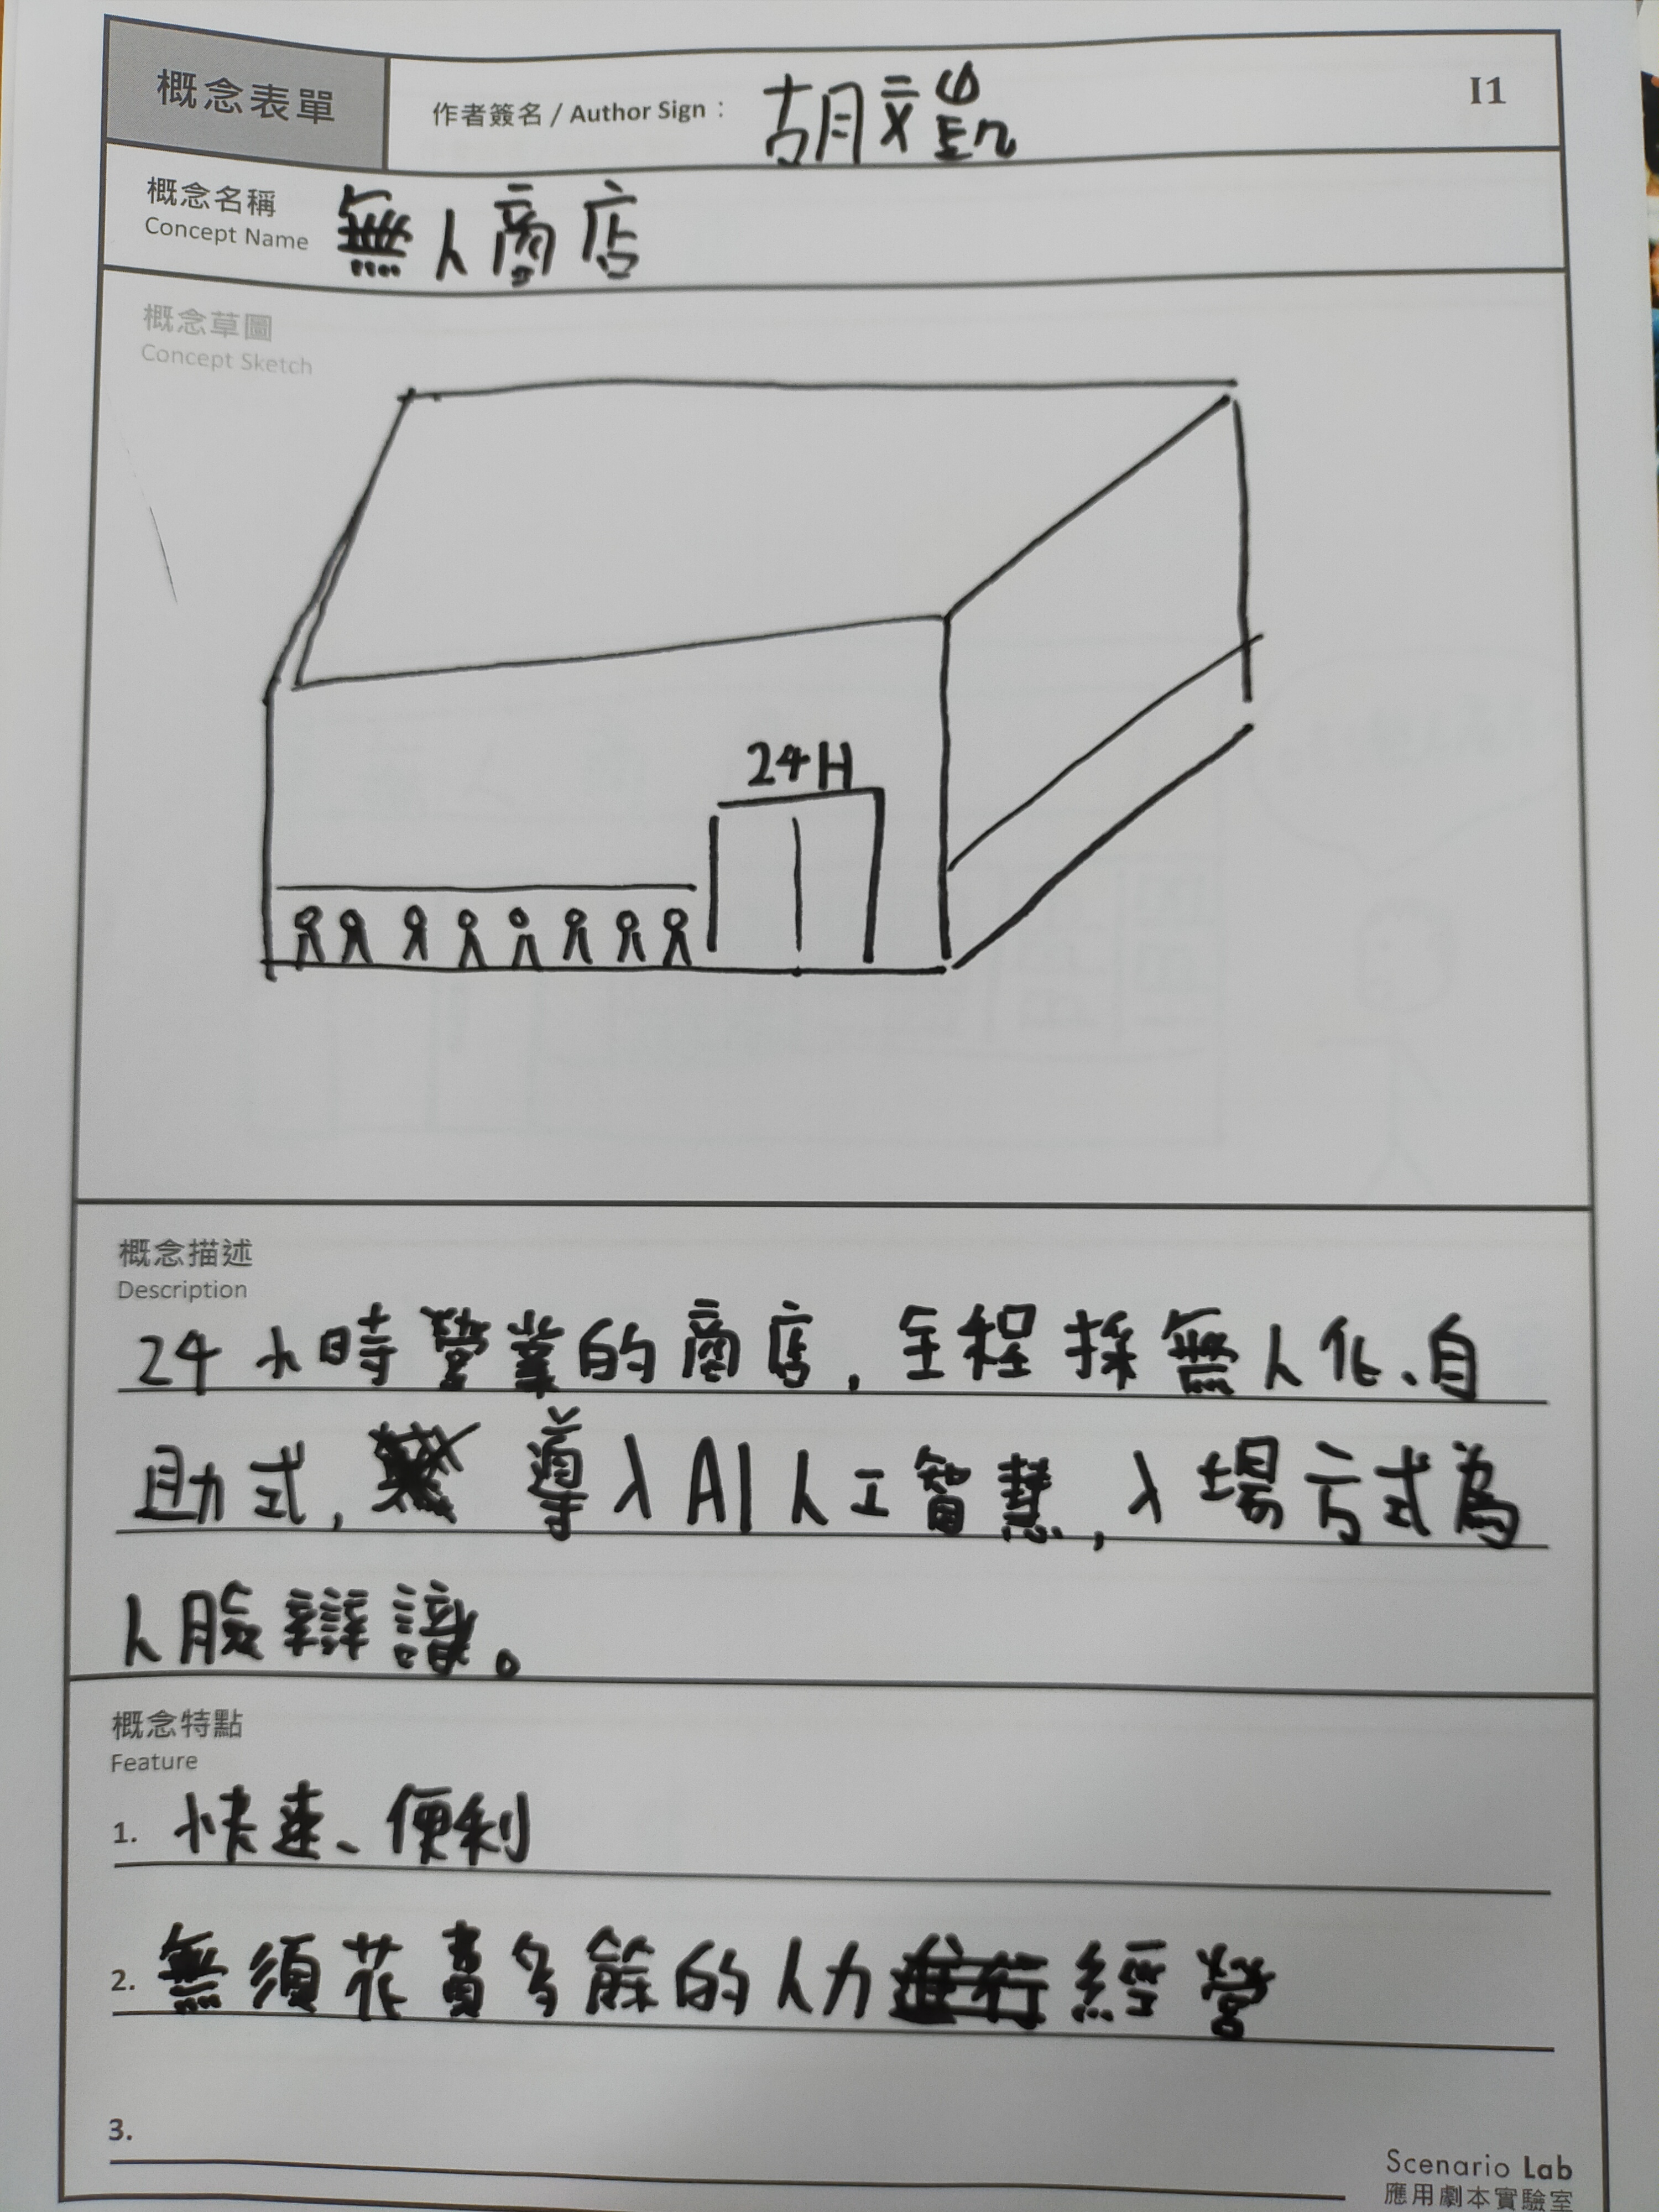 概念表單
作者簽名 / Author Sign : 胡文凱
I1
概念名稱
Concept Name
無人商店
概念草圖
Concept Sketch
24H
概念描述
Description
24小時營業的商店,全程採無人化、自
助式, 導入AI人工智慧,入場方式為
人臉辯識。
概念特點
Feature
1. 快速、便利
2. 無須花費多餘的人力經營
3.
Scenario Lab
應用劇本實驗室